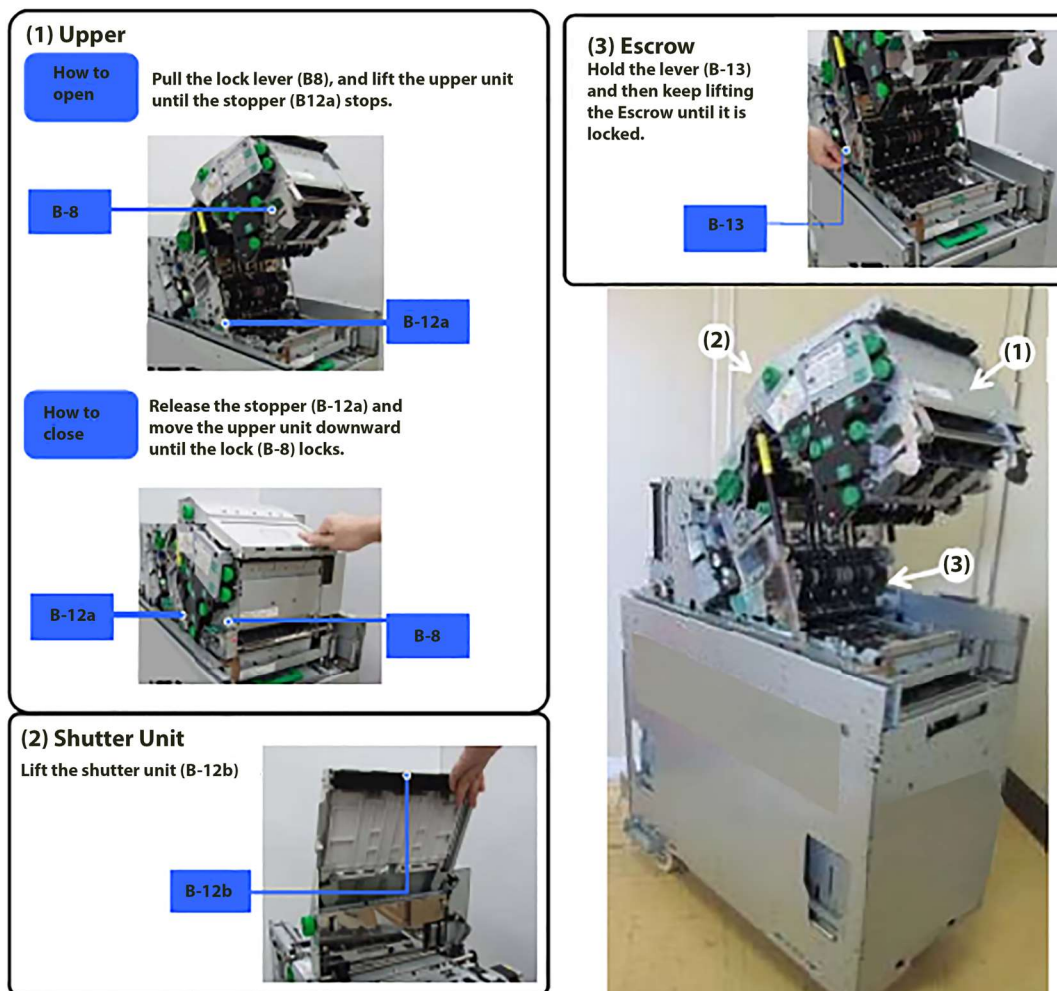 (1) Upper
How to
open
Pull the lock lever (B8), and lift the upper unit
until the stopper (B12a) stops.
B-8
B-12a
How to
close
Release the stopper (B-12a) and
move the upper unit downward
until the lock (B-8) locks.
B-12a
B-8
(2) Shutter Unit
Lift the shutter unit (B-12b)
B-12b
(3) Escrow
Hold the lever (B-13)
and then keep lifting
the Escrow until it is
locked.
B-13
(2)
(1)
(3)